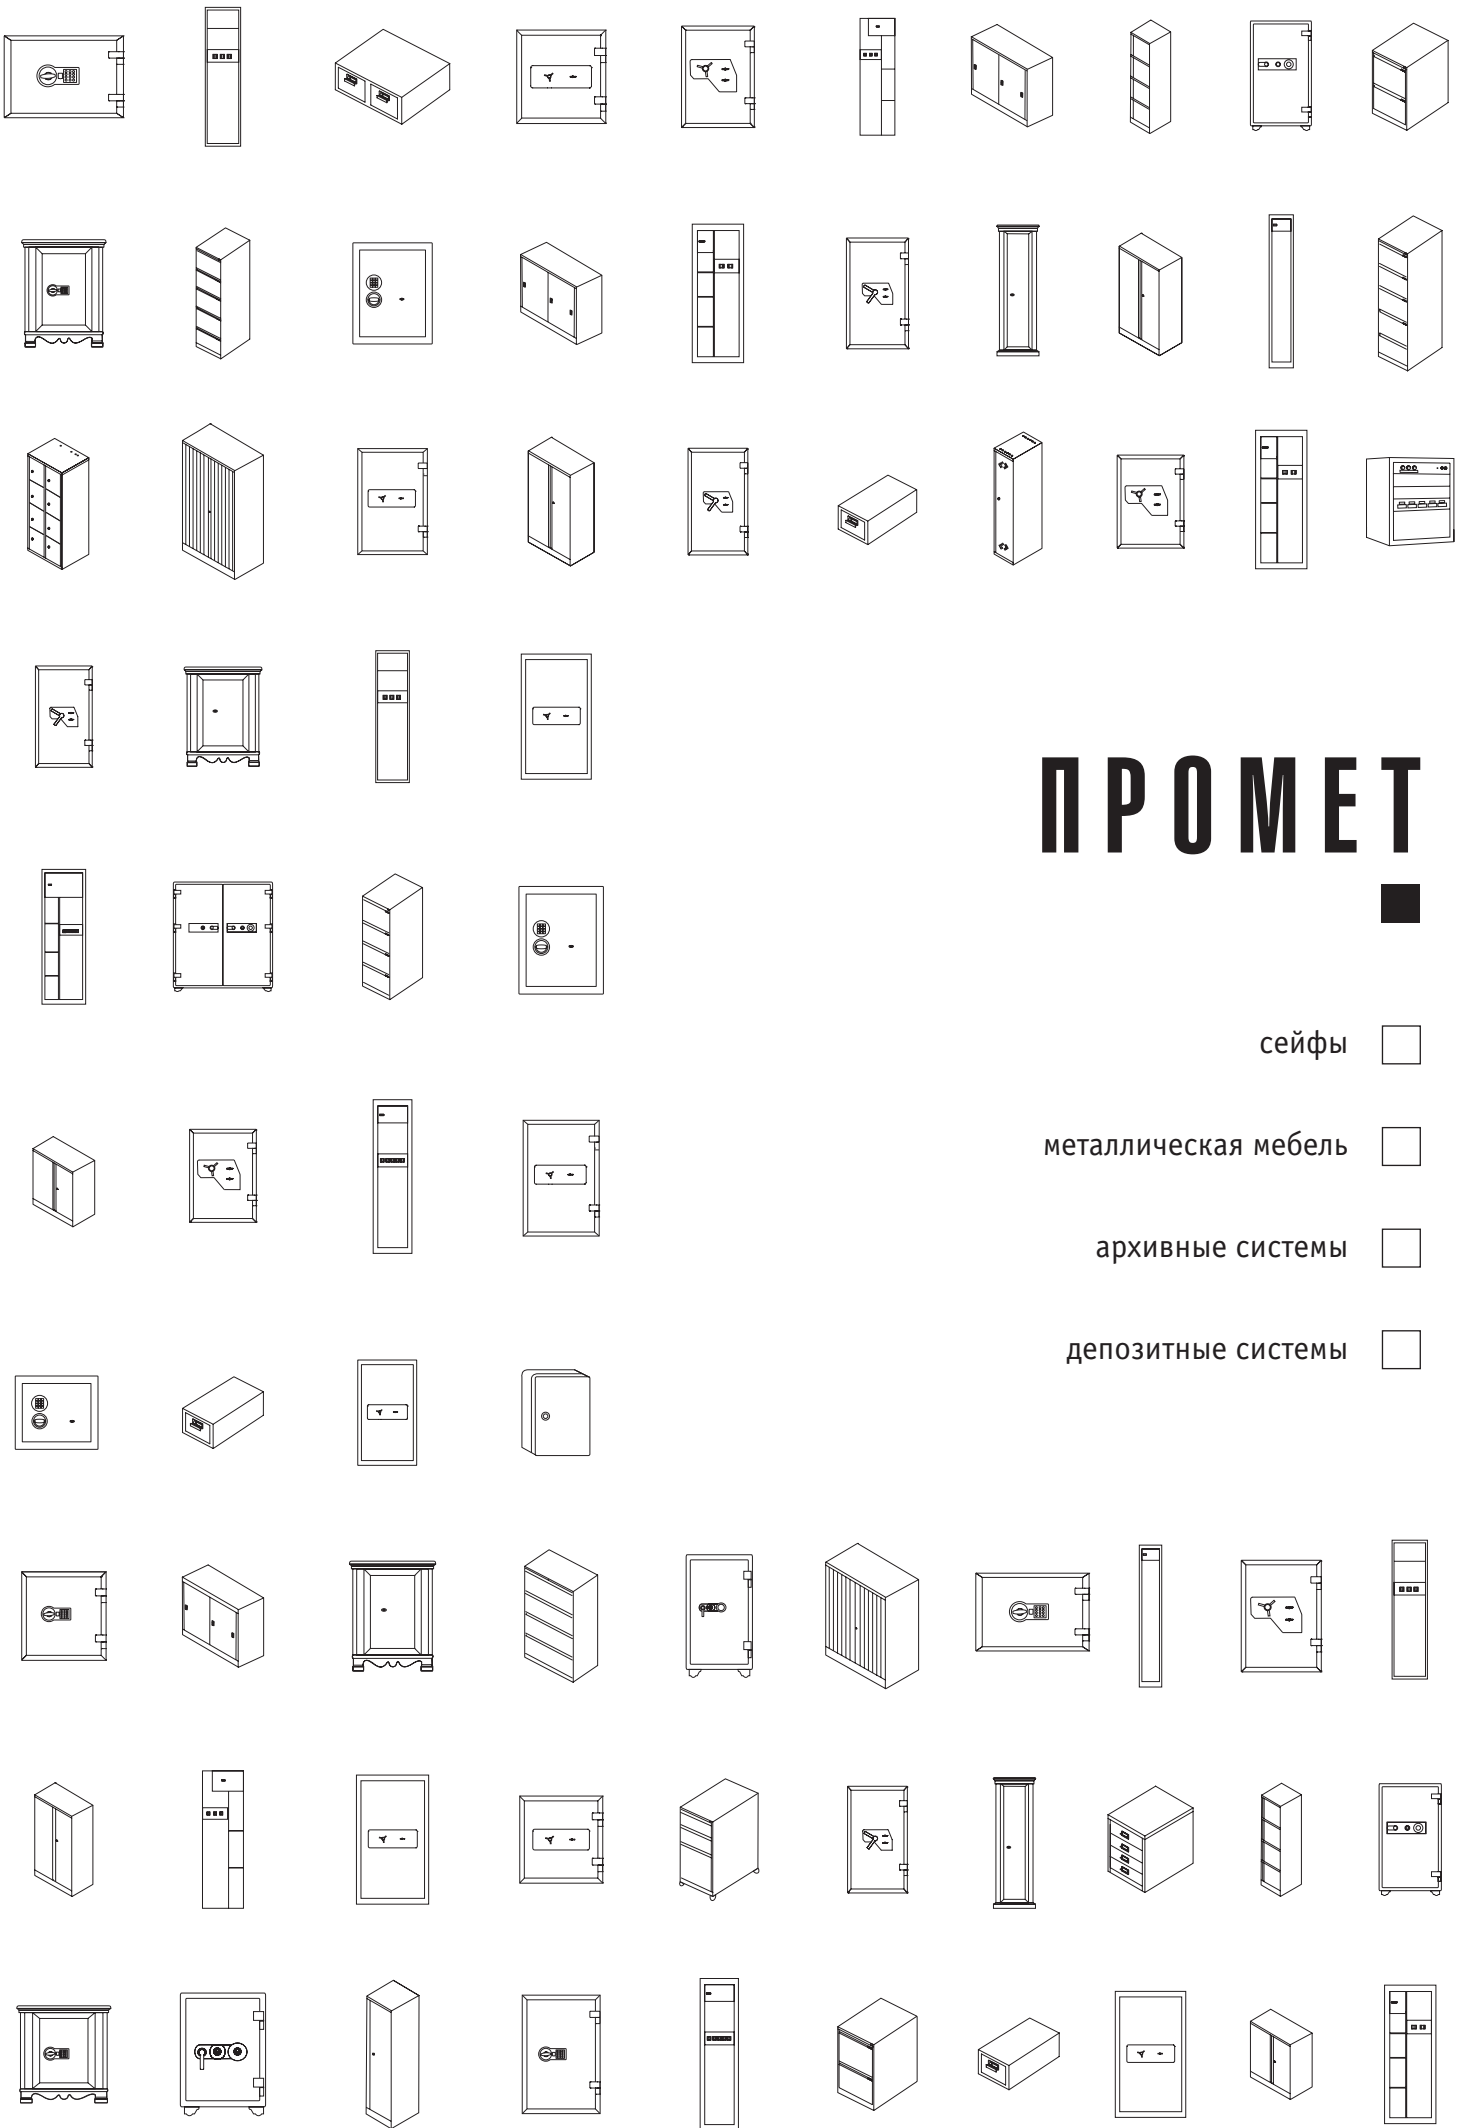 ПРОМЕТ
сейфы
металлическая мебель
архивные системы
депозитные системы